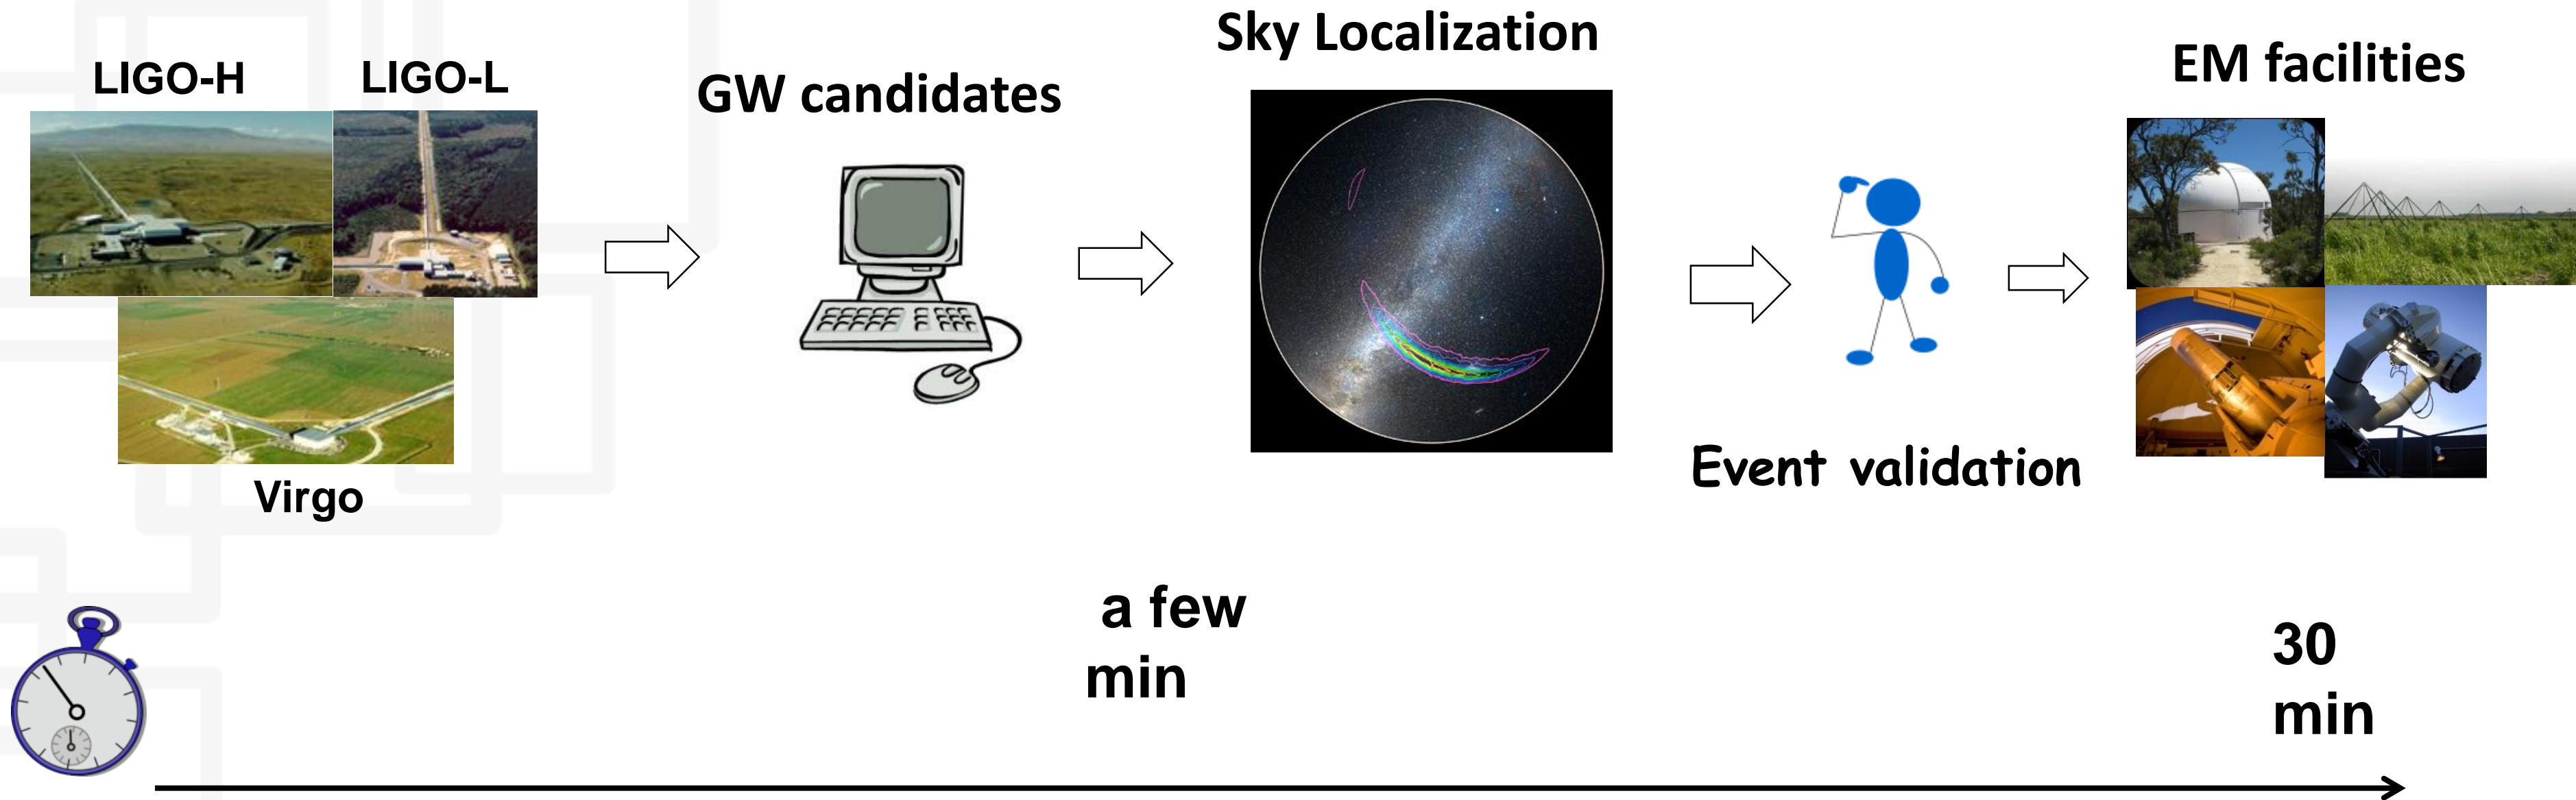 LIGO-H
LIGO-L
Virgo
GW candidates
Sky Localization
Event validation
EM facilities
a few
min
30
min